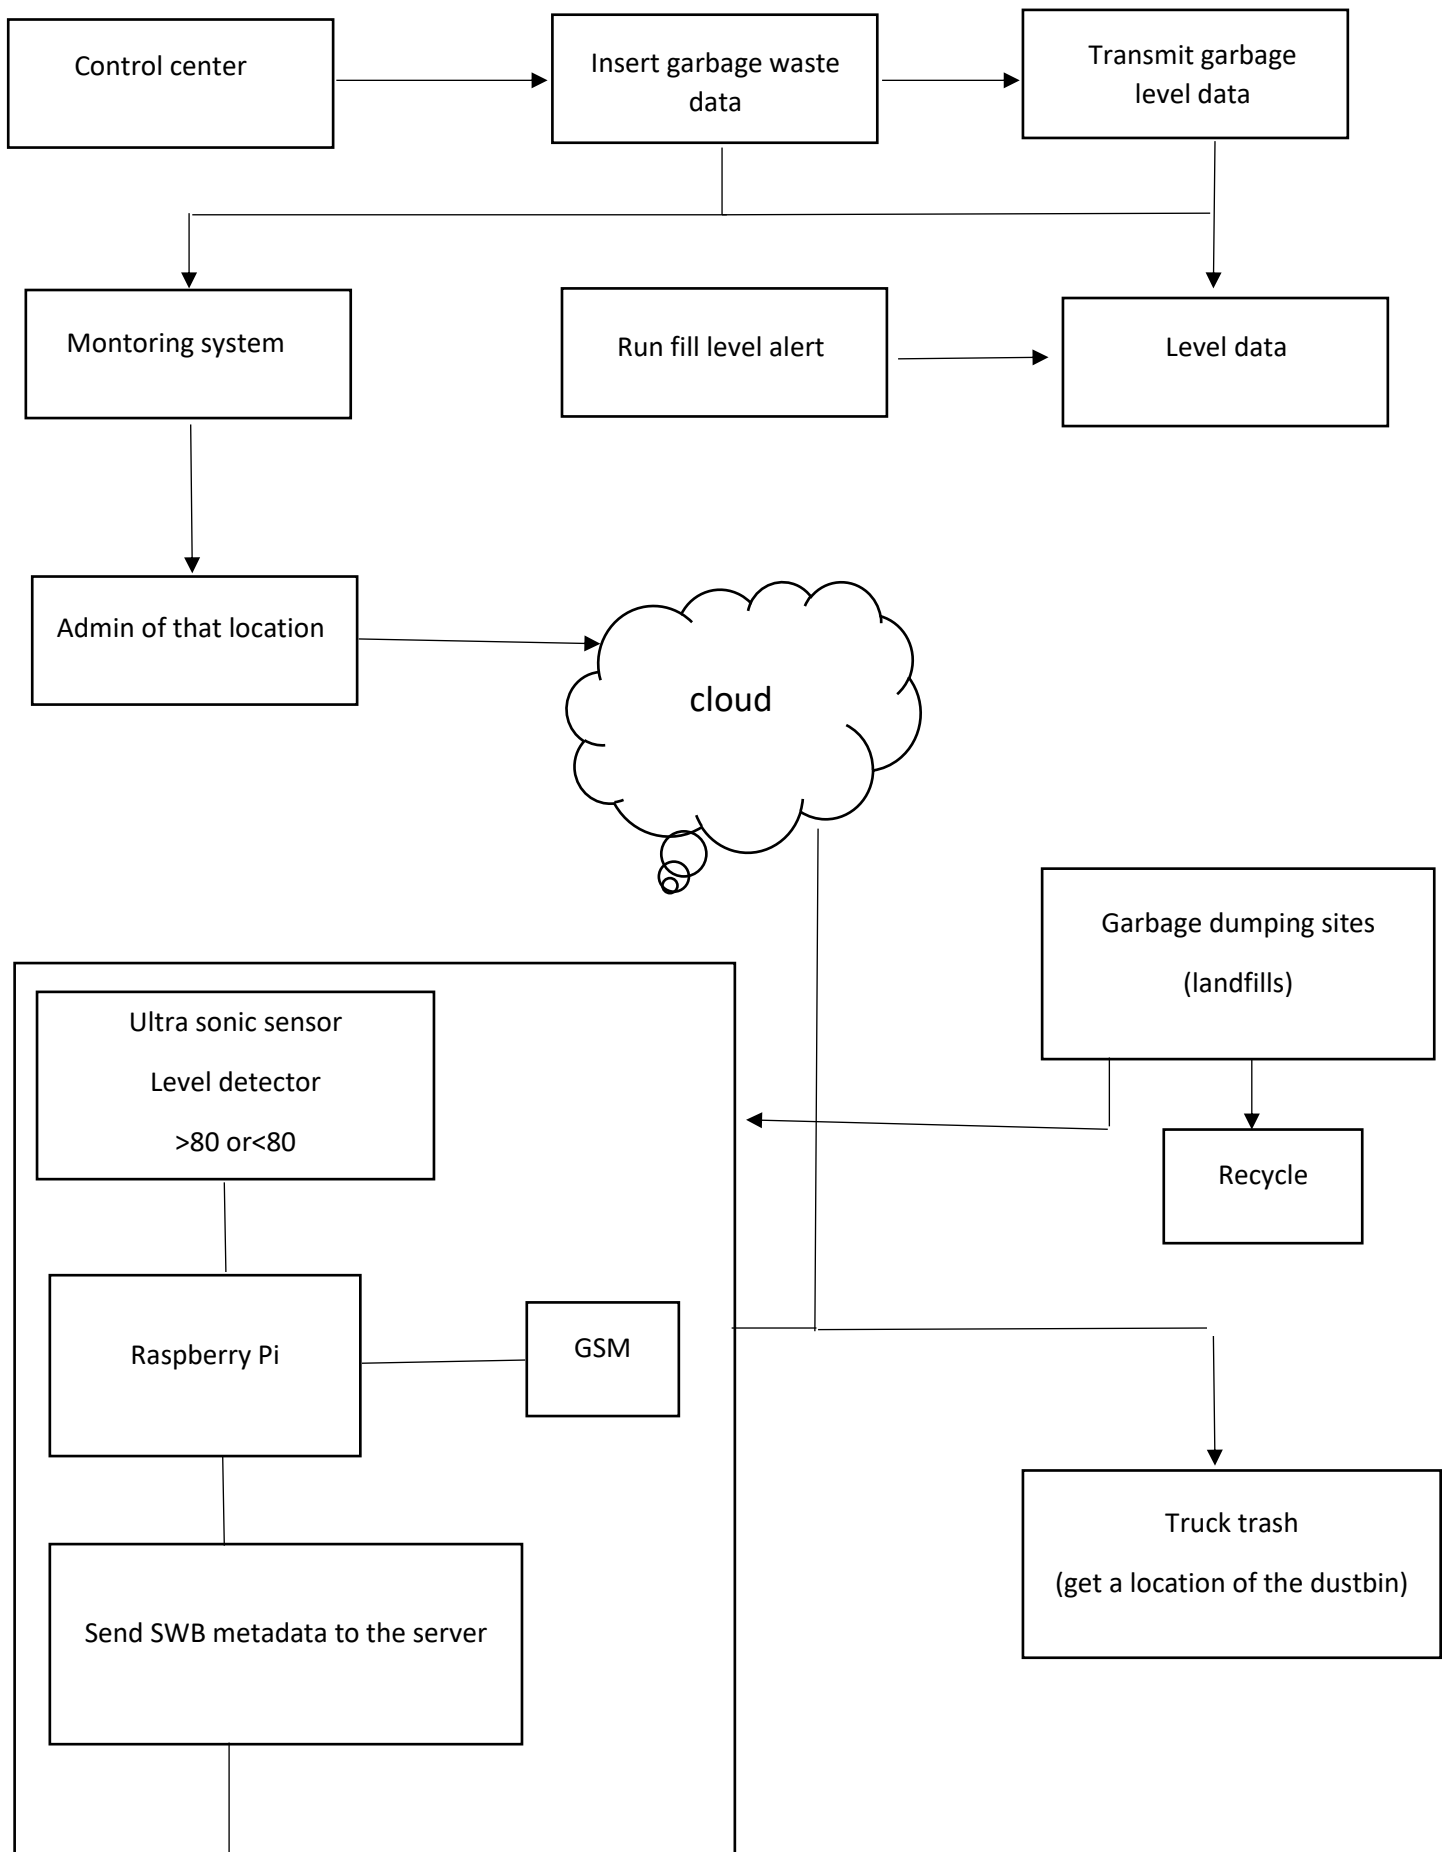 Control center
Insert garbage waste
data
Transmit garbage
level data
Montoring system
Run fill level alert
Level data
Admin of that location
cloud
Garbage dumping sites
(landfills)
Ultra sonic sensor
Level detector
>80 or<80
Recycle
Raspberry Pi
GSM
Truck trash
(get a location of the dustbin)
Send SWB metadata to the server